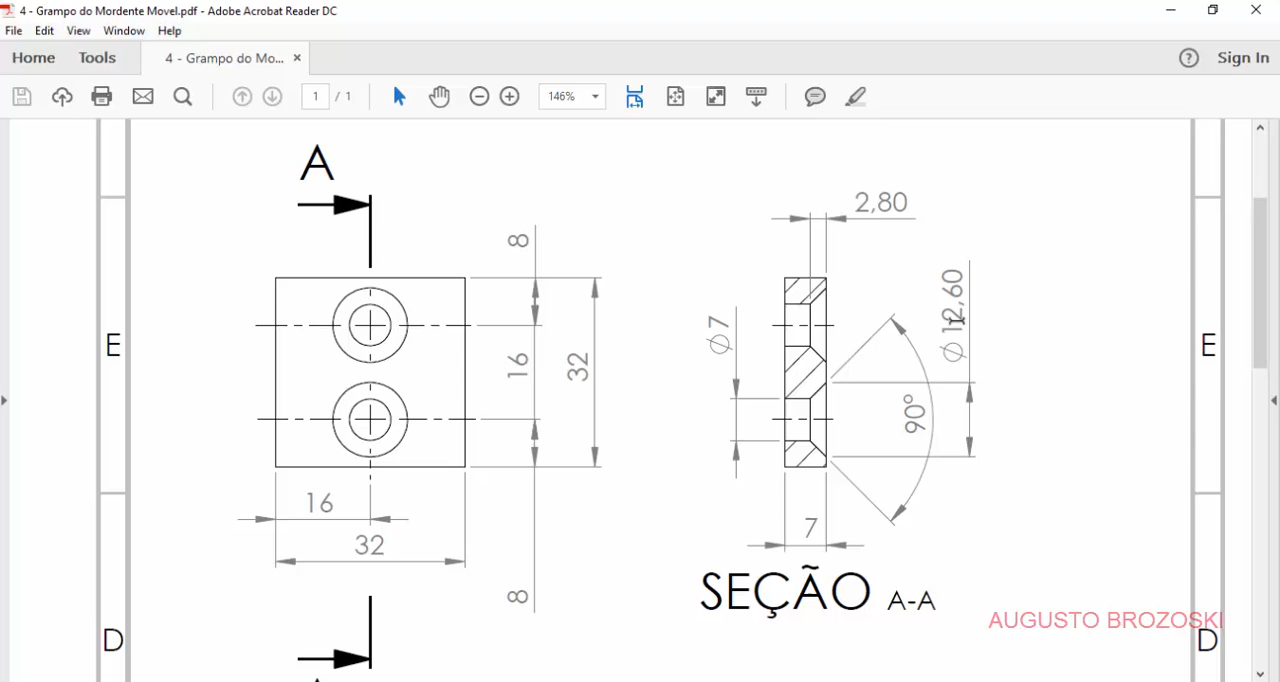 4 - Grampo do Mordente Movel.pdf - Adobe Acrobat Reader DC
File Edit View Window Help
Home Tools 4 - Grampo do Mo... × ? Sign In
1 / 1 146%
A
2,80
8
Ø 7
Ø 12,60
E
16
32
90°
E
16
32
7
8
SEÇÃO A-A
AUGUSTO BROZOSKI
D
D